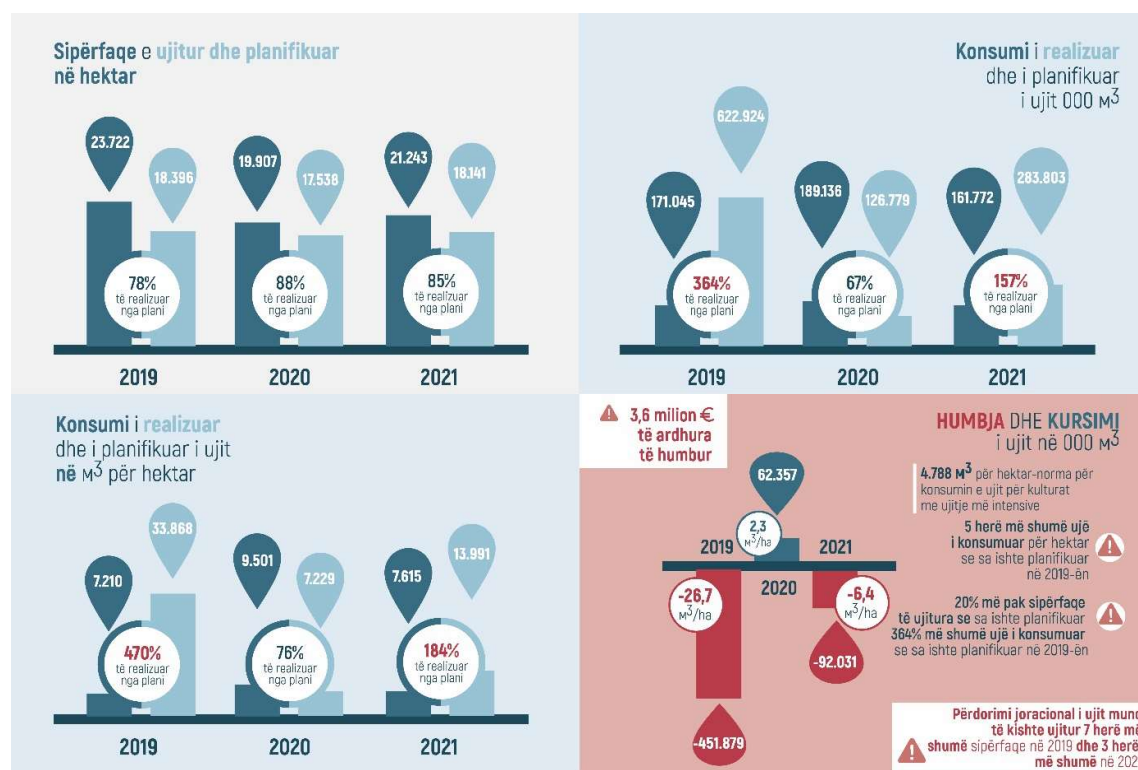 Sipërfaqe e ujitur dhe planifikuar
në hektar
23.722
18.396
19.907
17.538
21.243
18.141
78%
të realizuar
nga plani
88%
të realizuar
nga plani
85%
të realizuar
nga plani
2019
2020
2021
Konsumi i realizuar
dhe i planifikuar
i ujit 000 м3
171.045
622.924
189.136
126.779
161.772
283.803
364%
të realizuar
nga plani
67%
të realizuar
nga plani
157%
të realizuar
nga plani
2019
2020
2021
Konsumi i realizuar
dhe i planifikuar i ujit
në м3 për hektar
7.210
33.868
9.501
7.229
7.615
13.991
470%
të realizuar
nga plani
76%
të realizuar
nga plani
184%
të realizuar
nga plani
2019
2020
2021
3,6 milion €
të ardhura
të humbur
HUMBJA DHE KURSIMI
i ujit në 000 м3
62.357
2,3
м3/ha
2019
2021
2020
-26,7
м3/ha
-6,4
м3/ha
-92.031
-451.879
4.788 м3 për hektar-norma për
konsumin e ujit për kulturat
me ujitje më intensive
5 herë më shumë ujë
i konsumuar për hektar
se sa ishte planifikuar
në 2019-ën
20% më pak sipërfaqe
të ujitura se sa ishte planifikuar
364% më shumë ujë i konsumuar
se sa ishte planifikuar në 2019-ën
Përdorimi joracional i ujit
të kishte ujitur 7 herë
shumë sipërfaqe në 2019 dhe 3 herë
më shumë në